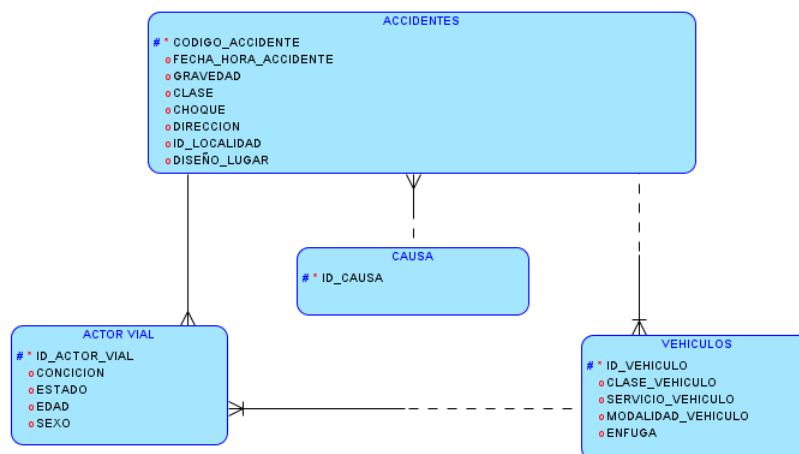 ACCIDENTES
# * CODIGO_ACCIDENTE
o FECHA_HORA_ACCIDENTE
o GRAVEDAD
o CLASE
o CHOQUE
o DIRECCION
o ID_LOCALIDAD
o DISEÑO_LUGAR
CAUSA
# * ID_CAUSA
ACTOR VIAL
# * ID_ACTOR_VIAL
o CONCICION
o ESTADO
o EDAD
o SEXO
VEHICULOS
# * ID_VEHICULO
o CLASE_VEHICULO
o SERVICIO_VEHICULO
o MODALIDAD_VEHICULO
o ENFUGA